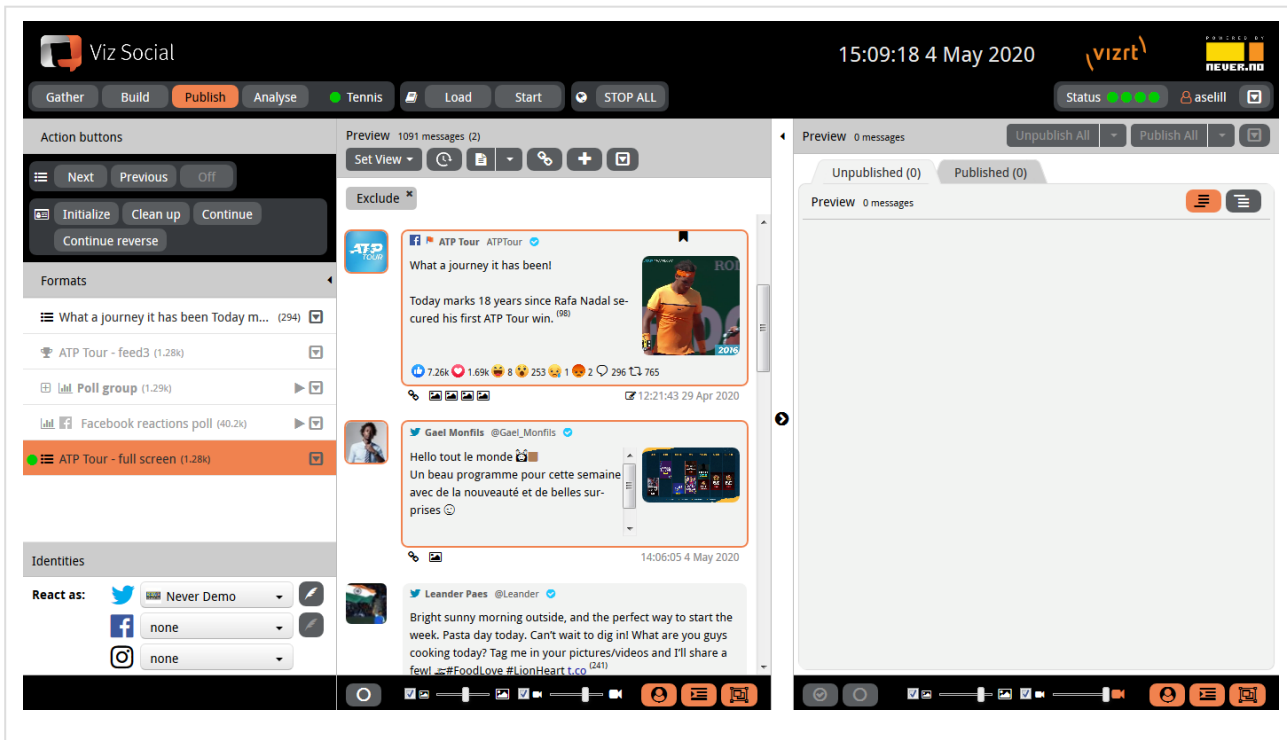 Viz Social
15:09:18 4 May 2020
vizrt
POWERED BY
NEVER.NO
Gather Build Publish Analyse Tennis Load Start STOP ALL Status aselill
Action buttons
Next Previous Off
Initialize Clean up Continue
Continue reverse
Formats
What a journey it has been Today m... (294)
ATP Tour - feed3 (1.28k)
Poll group (1.29k)
Facebook reactions poll (40.2k)
ATP Tour - full screen (1.28k)
Identities
React as: Never Demo
none
none
Preview 1091 messages (2)
Set View
Exclude ×
ATP TOUR
ATP Tour ATPTour
What a journey it has been!
Today marks 18 years since Rafa Nadal se-
cured his first ATP Tour win. (98)
ROL
2016
7.26k 1.69k 8 253 1 2 296 765
12:21:43 29 Apr 2020
Gael Monfils @Gael_Monfils
Hello tout le monde
Un beau programme pour cette semaine
avec de la nouveauté et de belles sur-
prises
14:06:05 4 May 2020
Leander Paes @Leander
Bright sunny morning outside, and the perfect way to start the
week. Pasta day today. Can't wait to dig in! What are you guys
cooking today? Tag me in your pictures/videos and I'll share a
few! #FoodLove #LionHeart t.co (241)
Preview 0 messages
Unpublish All Publish All
Unpublished (0) Published (0)
Preview 0 messages